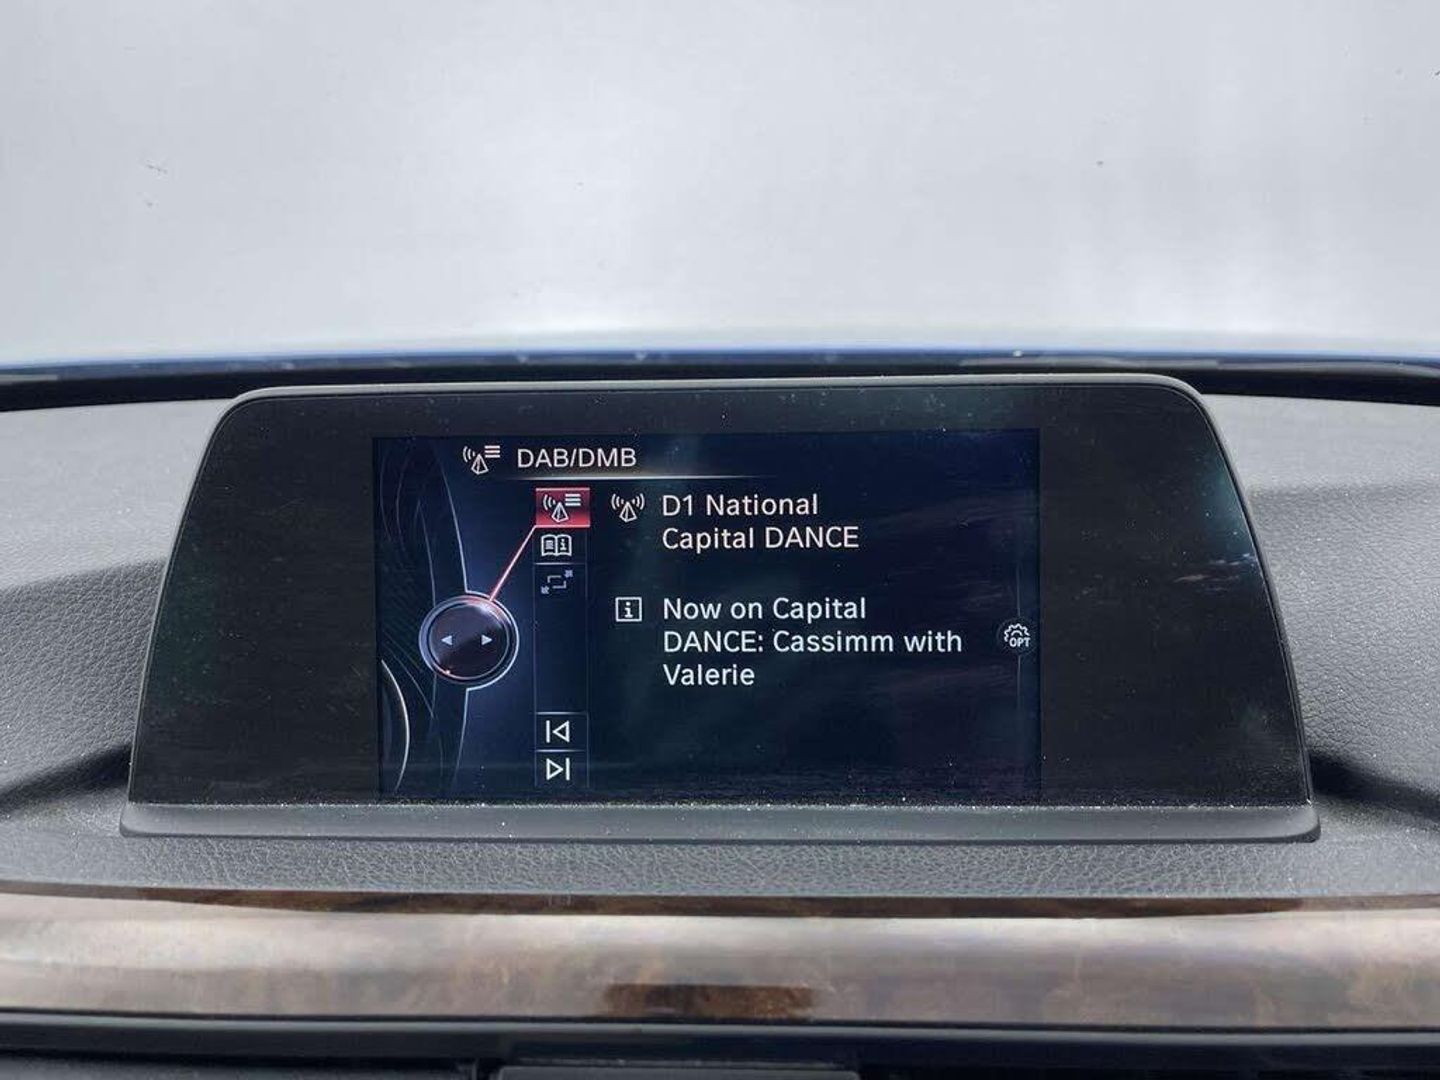 DAB/DMB
D1 National
Capital DANCE
Now on Capital
DANCE: Cassimm with
Valerie
OPT